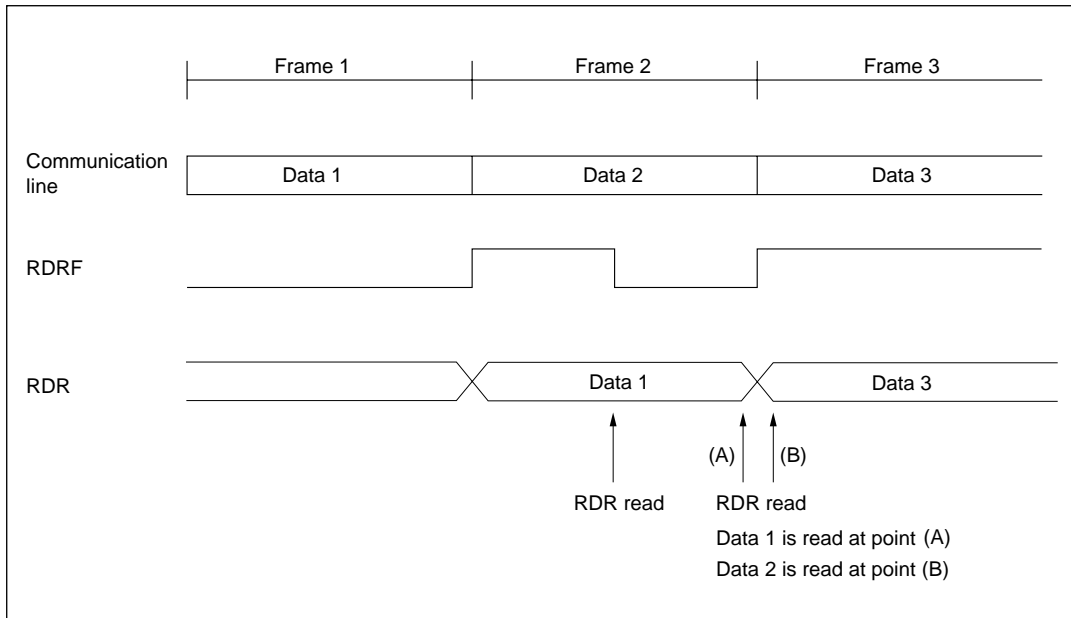 Frame 1 Frame 2 Frame 3
Communication
line
Data 1 Data 2 Data 3
RDRF
RDR
Data 1 Data 3
(A) (B)
RDR read RDR read
Data 1 is read at point (A)
Data 2 is read at point (B)